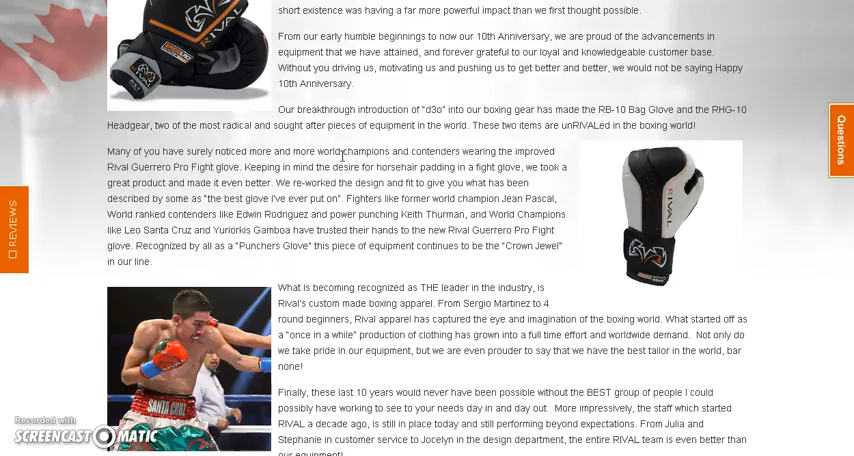 short existence was having a far more powerful impact than we first thought possible.
From our early humble beginnings to now our 10th Anniversary, we are proud of the advancements in
equipment that we have attained, and forever grateful to our loyal and knowledgeable customer base.
Without you driving us, motivating us and pushing us to get better and better, we would not be saying Happy
10th Anniversary.
Our breakthrough introduction of "d3o" into our boxing gear has made the RB-10 Bag Glove and the RHG-10
Headgear, two of the most radical and sought after pieces of equipment in the world. These two items are unRIVALed in the boxing world!
Many of you have surely noticed more and more world champions and contenders wearing the improved
Rival Guerrero Pro Fight glove. Keeping in mind the desire for horsehair padding in a fight glove, we took a
great product and made it even better. We re-worked the design and fit to give you what has been
described by some as "the best glove I've ever put on". Fighters like former world champion Jean Pascal,
World ranked contenders like Edwin Rodriguez and power punching Keith Thurman, and World Champions
like Leo Santa Cruz and Yuriorkis Gamboa have trusted their hands to the new Rival Guerrero Pro Fight
glove. Recognized by all as a "Punchers Glove" this piece of equipment continues to be the "Crown Jewel"
in our line.
What is becoming recognized as THE leader in the industry, is
Rival's custom made boxing apparel. From Sergio Martinez to 4
round beginners, Rival apparel has captured the eye and imagination of the boxing world. What started off as
a "once in a while" production of clothing has grown into a full time effort and worldwide demand. Not only do
we take pride in our equipment, but we are even prouder to say that we have the best tailor in the world, bar
none!
Finally, these last 10 years would never have been possible without the BEST group of people I could
possibly have working to see to your needs day in and day out. More impressively, the staff which started
RIVAL a decade ago, is still in place today and still performing beyond expectations. From Julia and
Stephanie in customer service to Jocelyn in the design department, the entire RIVAL team is even better than
our equipment!
REVIEWS
Questions
RIVAL
RIVAL
SANTA CRUZ
Recorded with
SCREENCAST MATIC